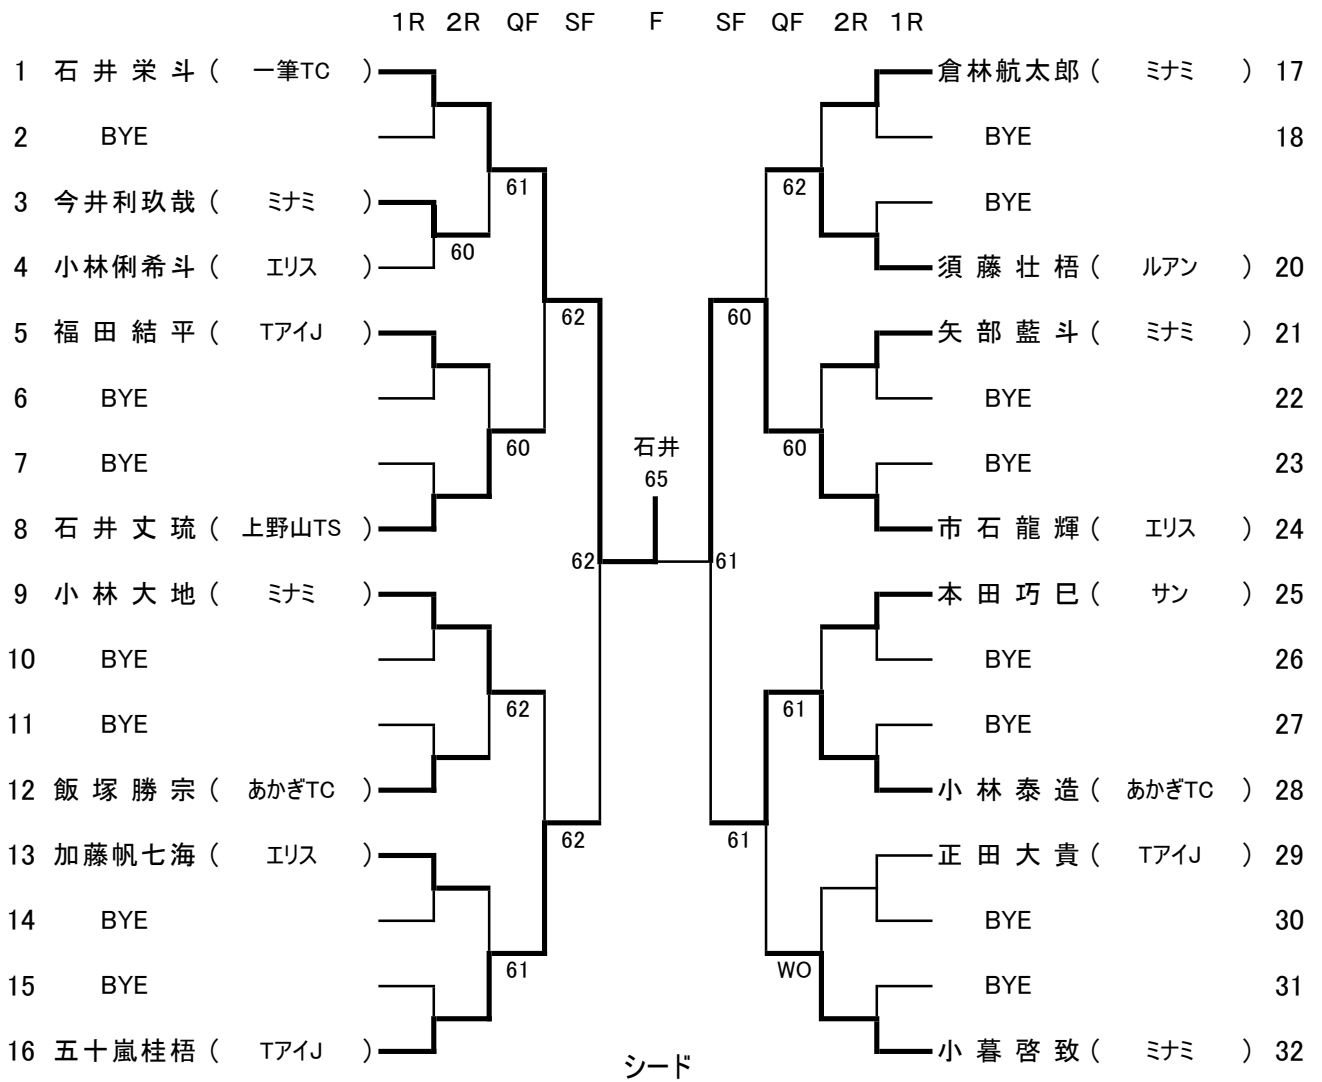 1R 2R QF SF F SF QF 2R 1R
1 石井栄斗 ( 一筆TC ) 倉林航太郎 ( ミナミ ) 17
2 BYE BYE 18
61 62
3 今井利玖哉 ( ミナミ ) BYE
60
4 小林俐希斗 ( エリス ) 須藤壮梧 ( ルアン ) 20
62 60
5 福田結平 ( TアイJ ) 矢部藍斗 ( ミナミ ) 21
6 BYE BYE 22
60 石井 60
7 BYE BYE 23
65
8 石井丈琉 ( 上野山TS ) 市石龍輝 ( エリス ) 24
62 61
9 小林大地 ( ミナミ ) 本田巧巳 ( サン ) 25
10 BYE BYE 26
62 61
11 BYE BYE 27
12 飯塚勝宗 ( あかぎTC ) 小林泰造 ( あかぎTC ) 28
62 61
13 加藤帆七海 ( エリス ) 正田大貴 ( TアイJ ) 29
14 BYE BYE 30
61 WO
15 BYE BYE 31
16 五十嵐桂梧 ( TアイJ ) 小暮啓致 ( ミナミ ) 32
シード